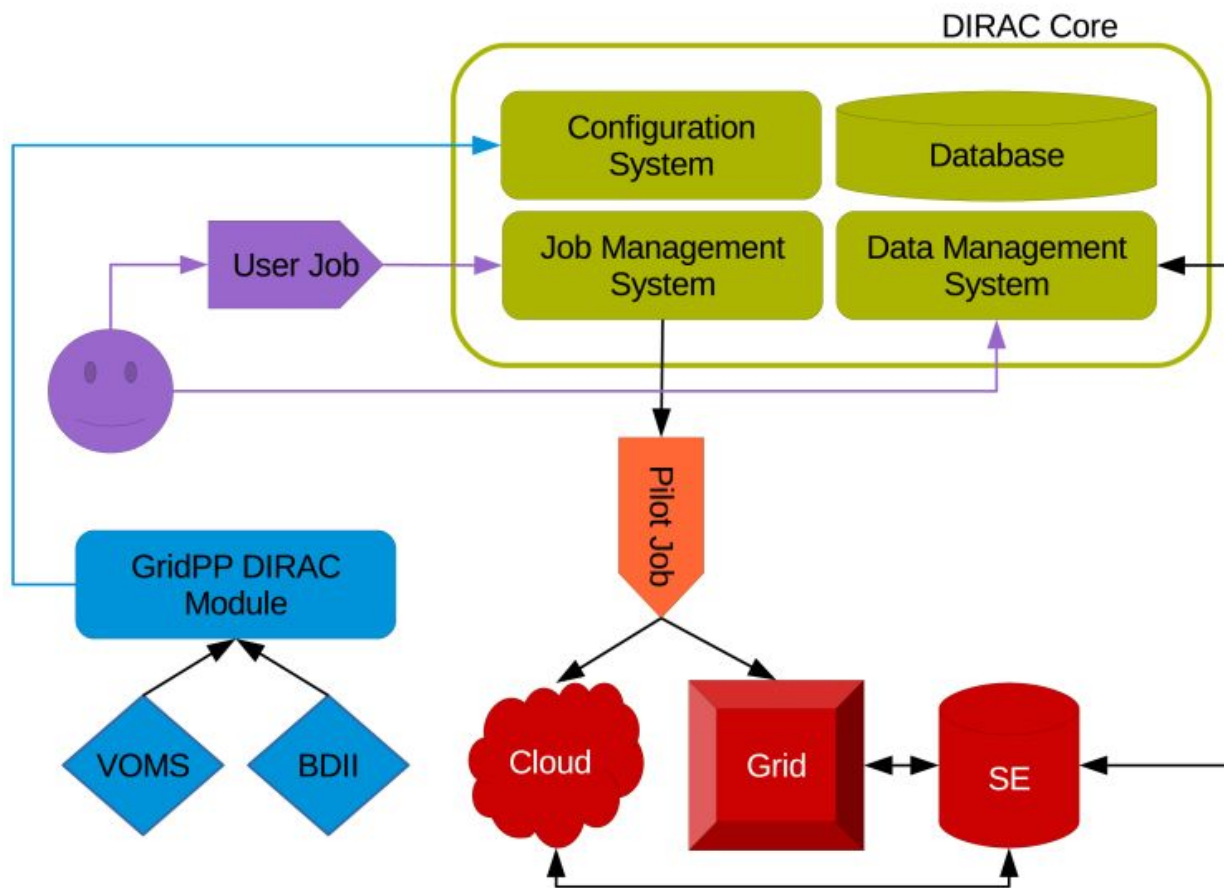 DIRAC Core
Configuration
System
Database
User Job
Job Management
System
Data Management
System
Pilot Job
GridPP DIRAC
Module
VOMS
BDII
Cloud
Grid
SE